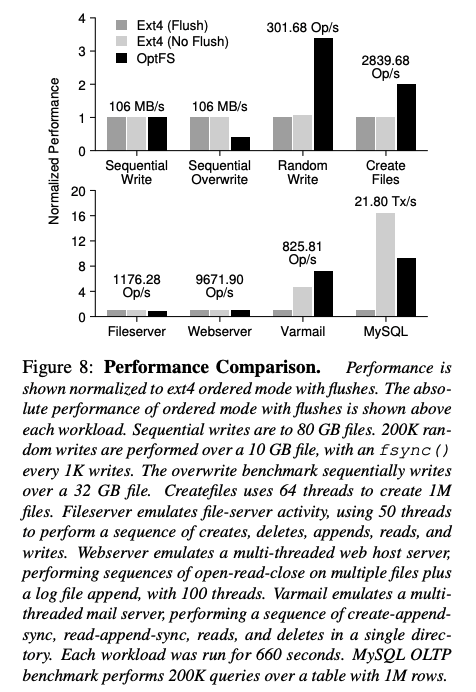 4
3
2
1
0
Normalized Performance
Ext4 (Flush)
Ext4 (No Flush)
OptFS
106 MB/s
106 MB/s
301.68 Op/s
2839.68
Op/s
Sequential
Write
Sequential
Overwrite
Random
Write
Create
Files
20
16
12
8
4
0
1176.28
Op/s
9671.90
Op/s
825.81
Op/s
21.80 Tx/s
Fileserver
Webserver
Varmail
MySQL
Figure 8: Performance Comparison. Performance is
shown normalized to ext4 ordered mode with flushes. The abso-
lute performance of ordered mode with flushes is shown above
each workload. Sequential writes are to 80 GB files. 200K ran-
dom writes are performed over a 10 GB file, with an fsync()
every 1K writes. The overwrite benchmark sequentially writes
over a 32 GB file. Createfiles uses 64 threads to create 1M
files. Fileserver emulates file-server activity, using 50 threads
to perform a sequence of creates, deletes, appends, reads, and
writes. Webserver emulates a multi-threaded web host server,
performing sequences of open-read-close on multiple files plus
a log file append, with 100 threads. Varmail emulates a multi-
threaded mail server, performing a sequence of create-append-
sync, read-append-sync, reads, and deletes in a single direc-
tory. Each workload was run for 660 seconds. MySQL OLTP
benchmark performs 200K queries over a table with 1M rows.